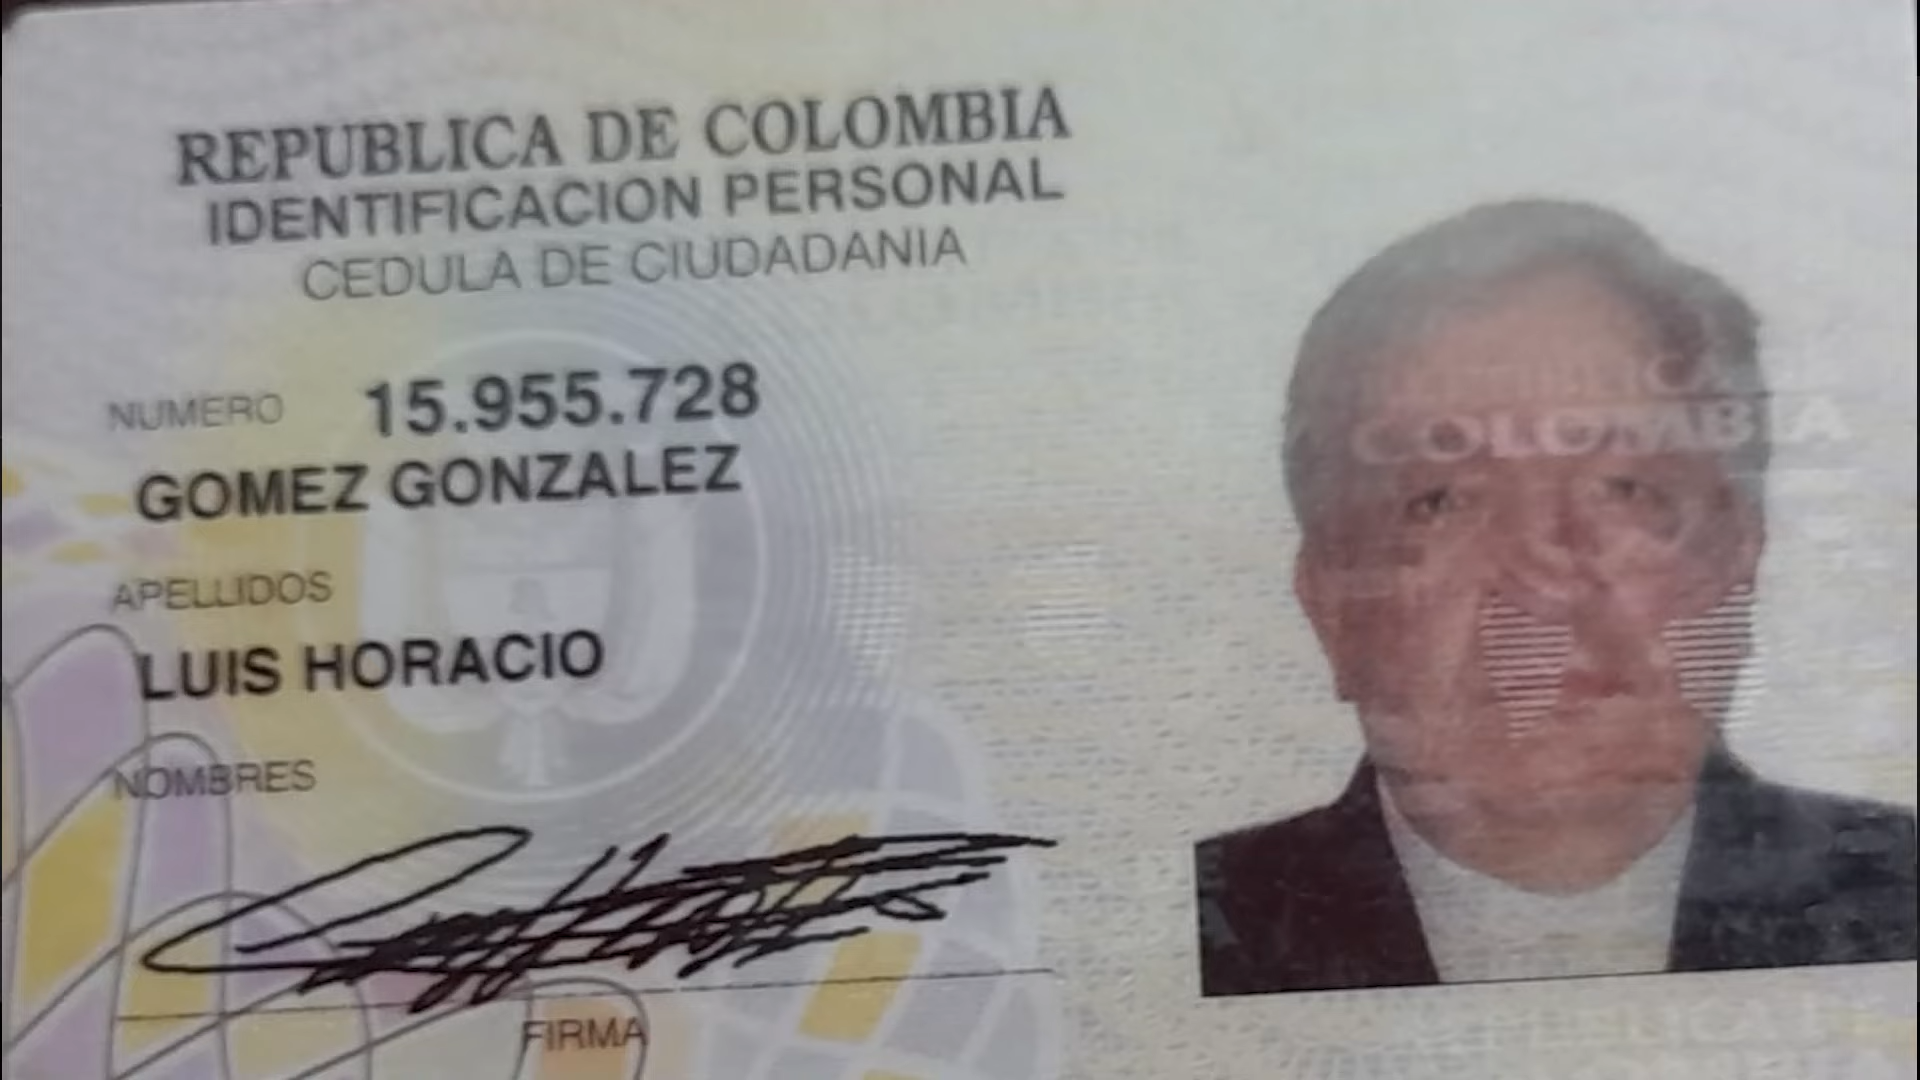 REPUBLICA DE COLOMBIA
IDENTIFICACION PERSONAL
CEDULA DE CIUDADANIA
NUMERO 15.955.728
GOMEZ GONZALEZ
APELLIDOS
LUIS HORACIO
NOMBRES
FIRMA
COLOMBIA